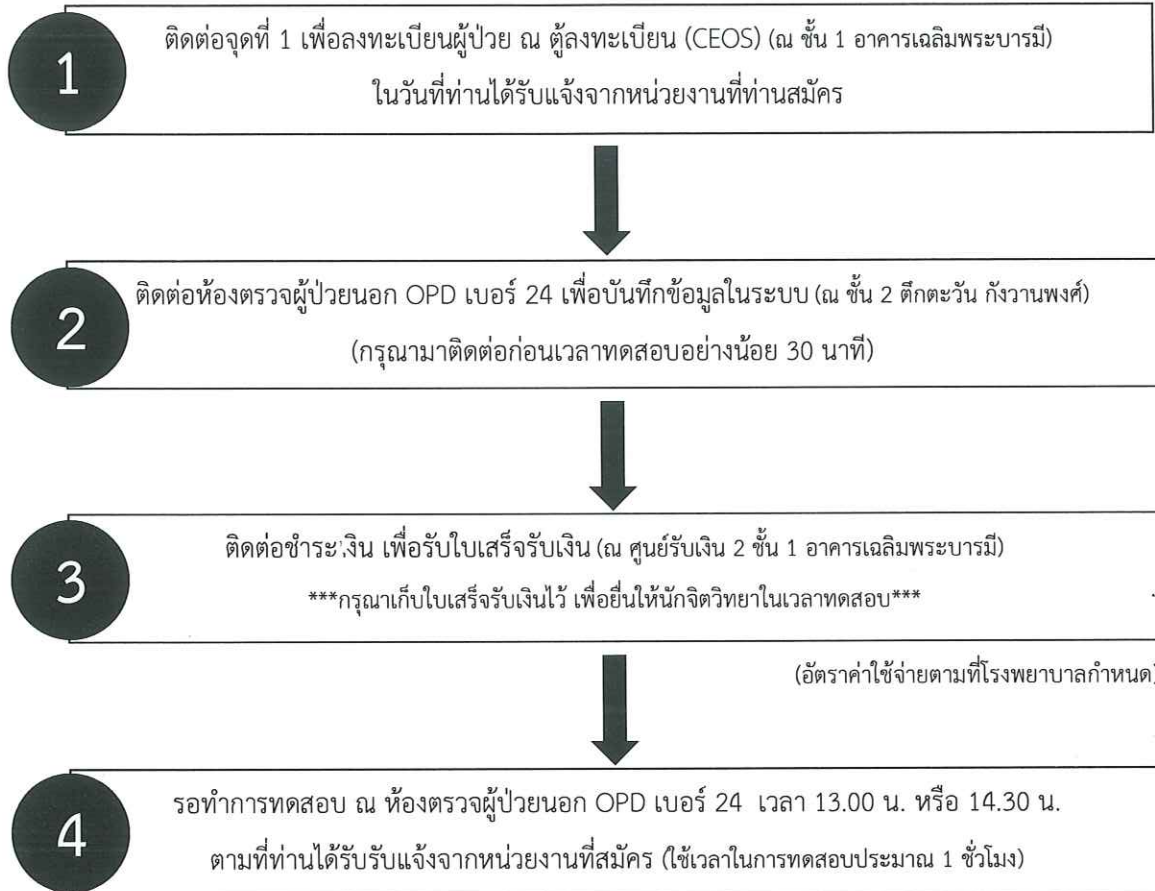 1
ติดต่อจุดที่ 1 เพื่อลงทะเบียนผู้ป่วย ณ ตู้ลงทะเบียน (CEOS) (ณ ชั้น 1 อาคารเฉลิมพระบารมี)
ในวันที่ท่านได้รับแจ้งจากหน่วยงานที่ท่านสมัคร
2
ติดต่อห้องตรวจผู้ป่วยนอก OPD เบอร์ 24 เพื่อบันทึกข้อมูลในระบบ (ณ ชั้น 2 ตึกตะวัน กังวานพงศ์)
(กรุณามาติดต่อก่อนเวลาทดสอบอย่างน้อย 30 นาที)
3
ติดต่อชำระเงิน เพื่อรับใบเสร็จรับเงิน (ณ ศูนย์รับเงิน 2 ชั้น 1 อาคารเฉลิมพระบารมี)
***กรุณาเก็บใบเสร็จรับเงินไว้ เพื่อยื่นให้นักจิตวิทยาในเวลาทดสอบ***
(อัตราค่าใช้จ่ายตามที่โรงพยาบาลกำหนด)
4
รอทำการทดสอบ ณ ห้องตรวจผู้ป่วยนอก OPD เบอร์ 24 เวลา 13.00 น. หรือ 14.30 น.
ตามที่ท่านได้รับรับแจ้งจากหน่วยงานที่สมัคร (ใช้เวลาในการทดสอบประมาณ 1 ชั่วโมง)